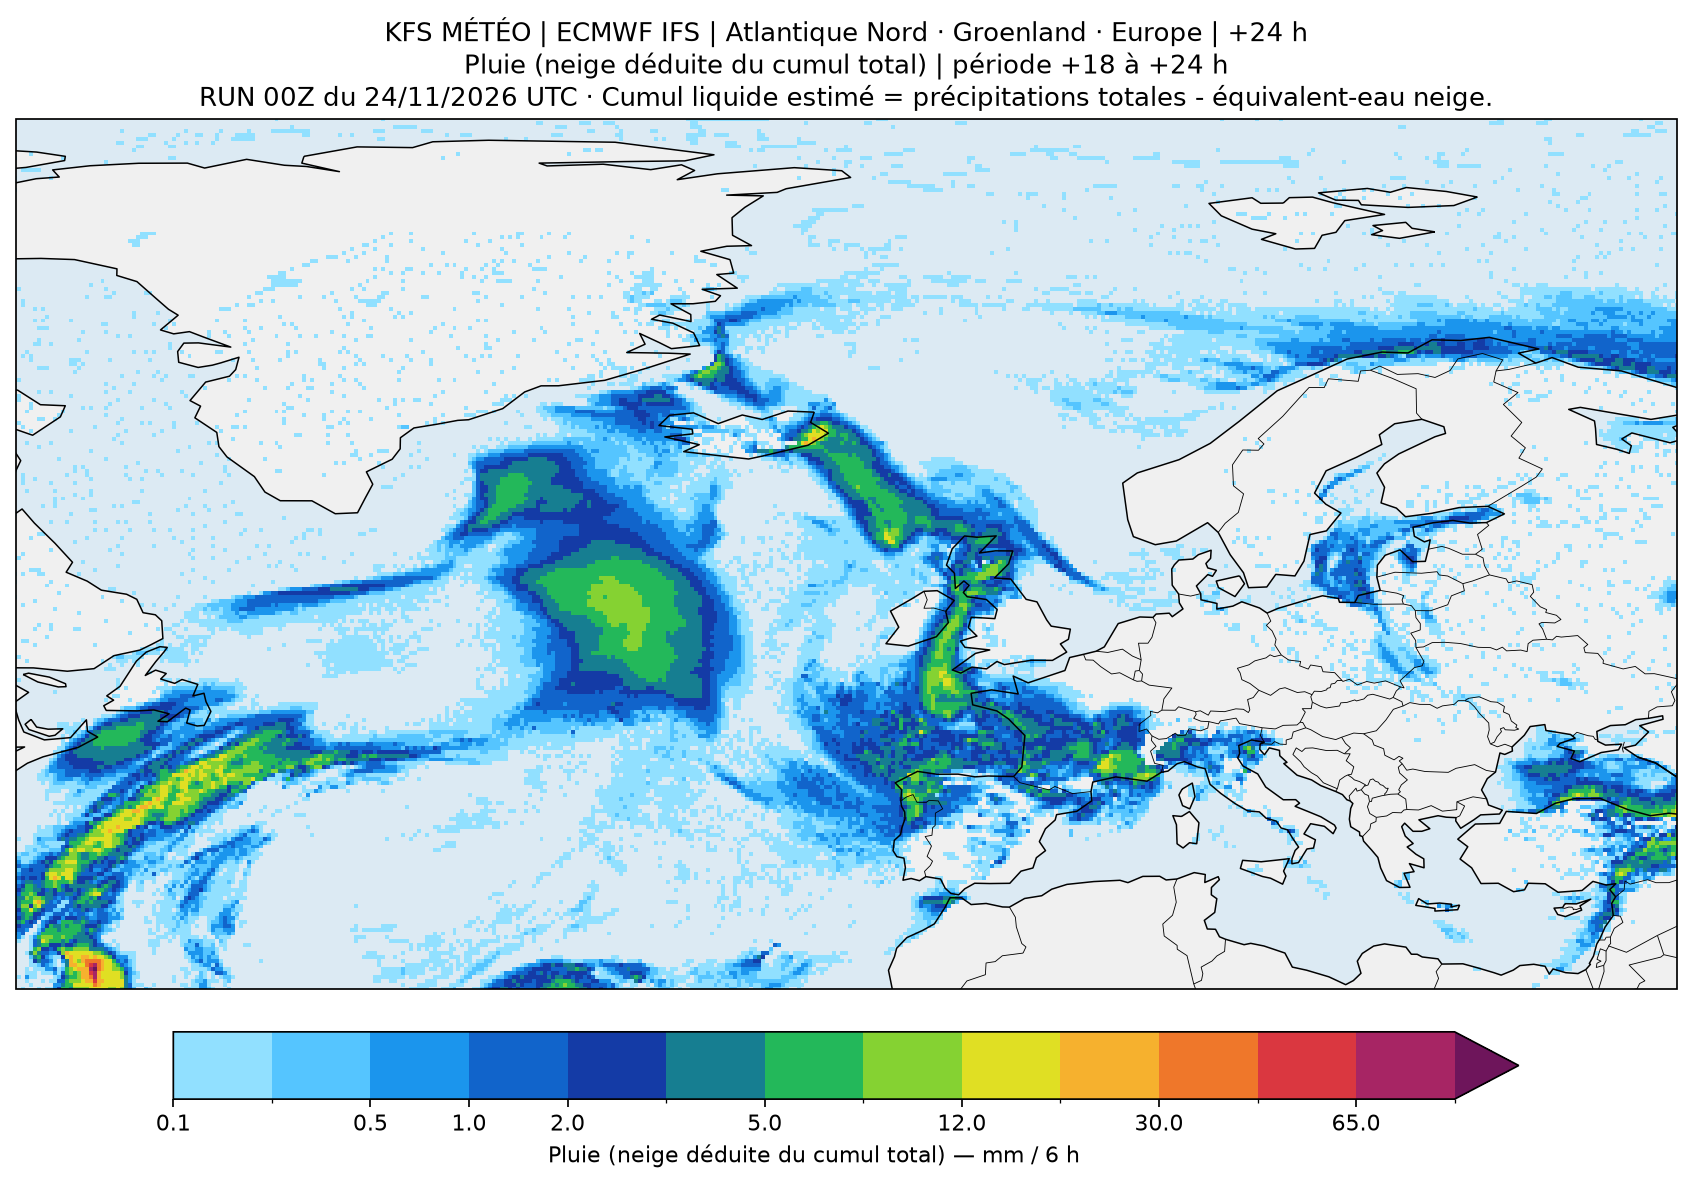 KFS MÉTÉO | ECMWF IFS | Atlantique Nord · Groenland · Europe | +24 h
Pluie (neige déduite du cumul total) | période +18 à +24 h
RUN 00Z du 24/11/2026 UTC · Cumul liquide estimé = précipitations totales - équivalent-eau neige.
0.1 0.5 1.0 2.0 5.0 12.0 30.0 65.0
Pluie (neige déduite du cumul total) — mm / 6 h